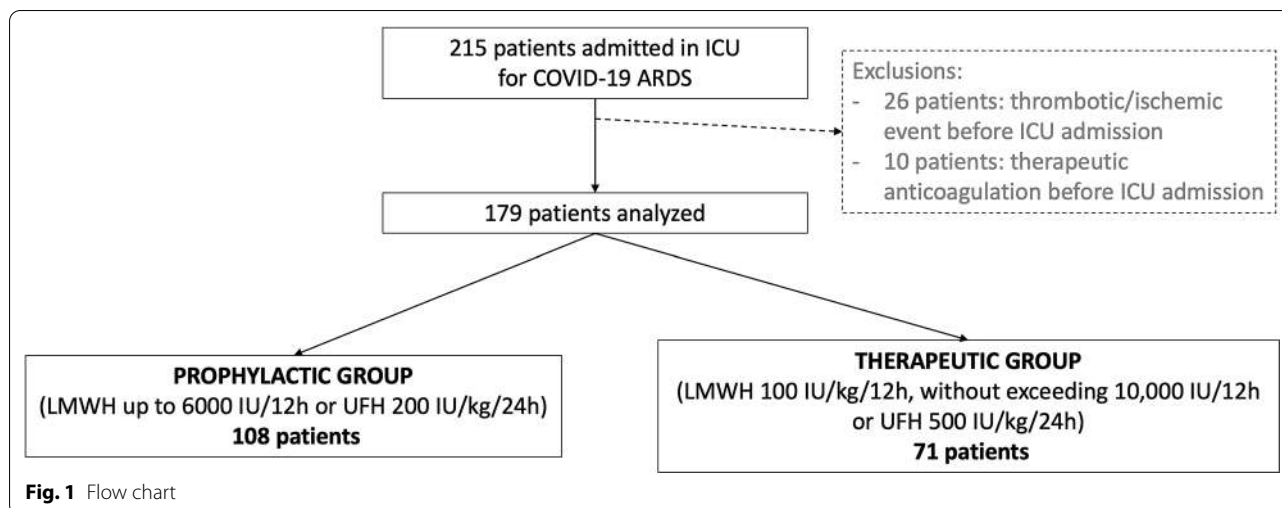 215 patients admitted in ICU
for COVID-19 ARDS
Exclusions:
- 26 patients: thrombotic/ischemic
event before ICU admission
- 10 patients: therapeutic
anticoagulation before ICU admission
179 patients analyzed
PROPHYLACTIC GROUP
(LMWH up to 6000 IU/12h or UFH 200 IU/kg/24h)
108 patients
THERAPEUTIC GROUP
(LMWH 100 IU/kg/12h, without exceeding 10,000 IU/12h
or UFH 500 IU/kg/24h)
71 patients
Fig. 1 Flow chart